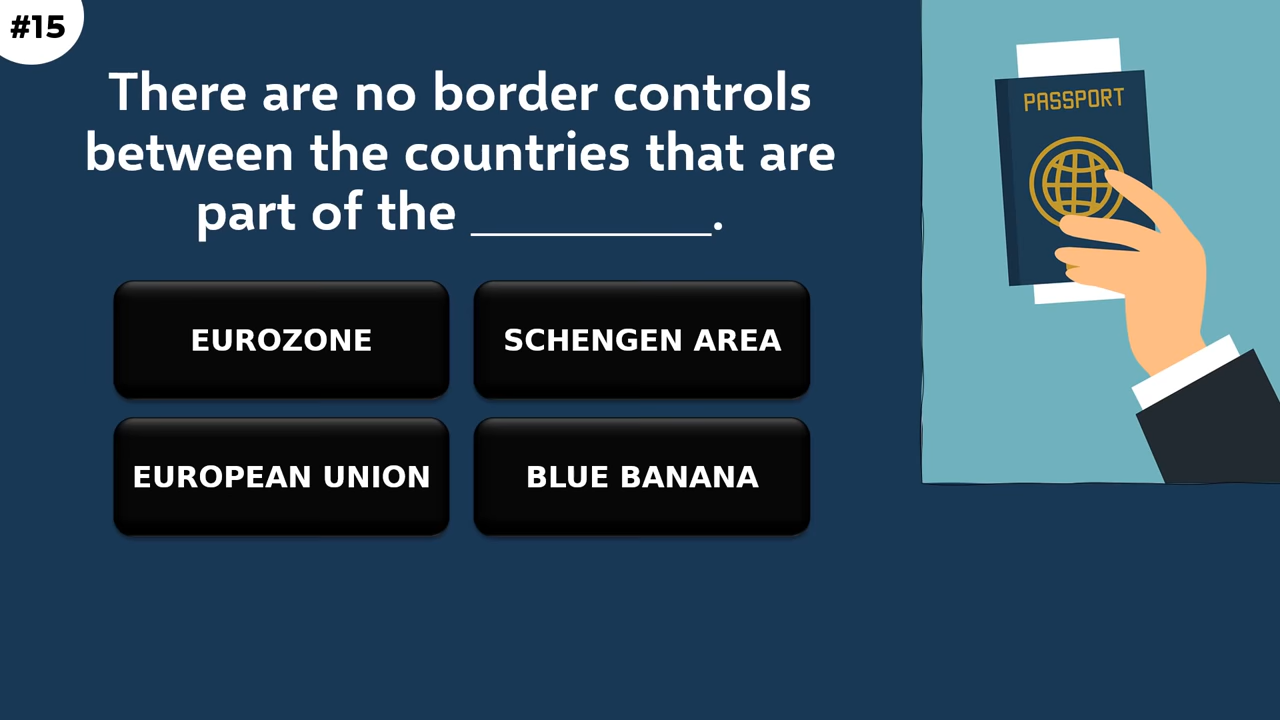 #15
There are no border controls
between the countries that are
part of the __________.
EUROZONE
SCHENGEN AREA
EUROPEAN UNION
BLUE BANANA
PASSPORT